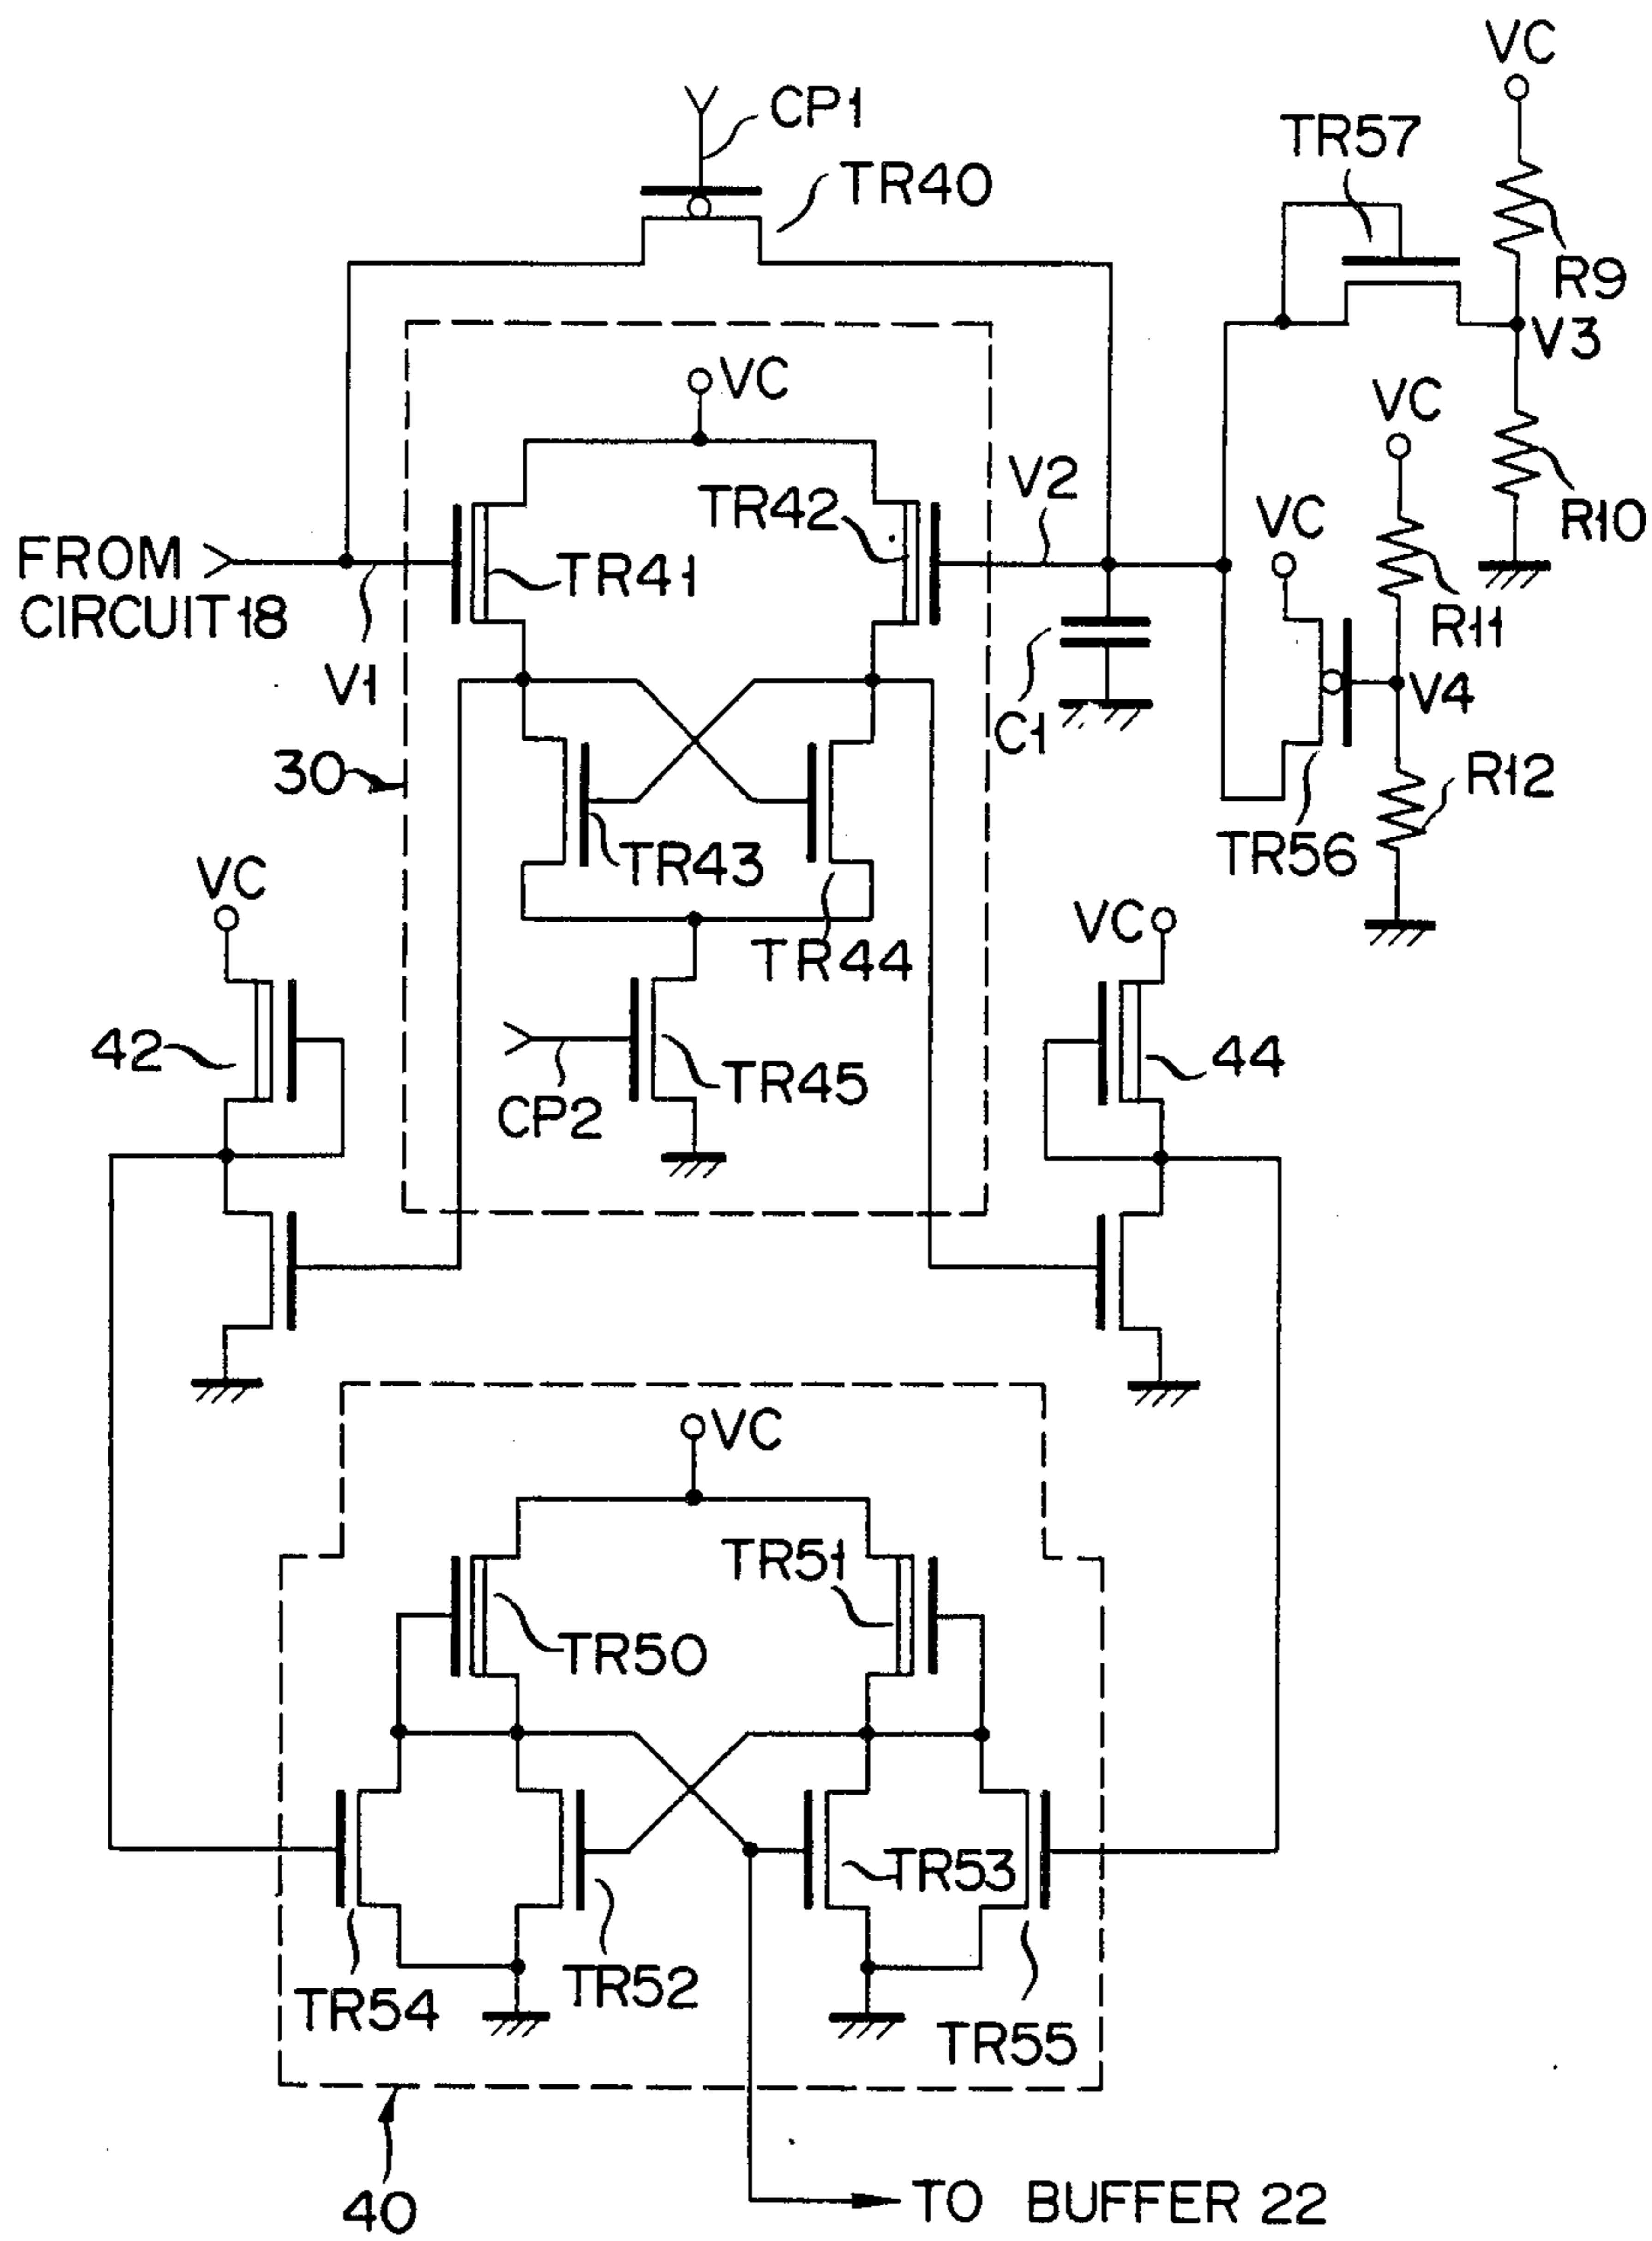 VC
CP1
TR57
TR40
R9
V3
VC
VC
V2
TR42
VC
R10
FROM
CIRCUIT 18
TR41
R11
V1
V4
C1
30
R12
TR43
TR56
VC
VC
TR44
42
44
TR45
CP2
VC
TR51
TR50
TR53
TR52
TR54
TR55
40
TO BUFFER 22